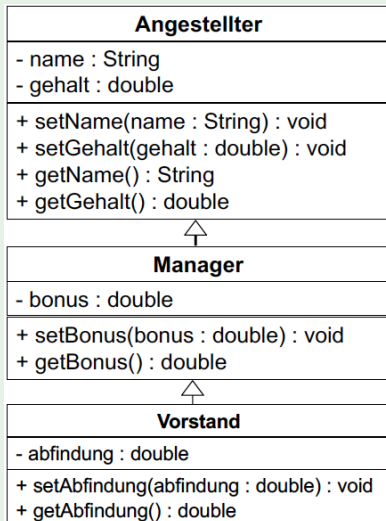 Angestellter
- name : String
- gehalt : double
+ setName(name : String) : void
+ setGehalt(gehalt : double) : void
+ getName() : String
+ getGehalt() : double
Manager
- bonus : double
+ setBonus(bonus : double) : void
+ getBonus() : double
Vorstand
- abfindung : double
+ setAbfindung(abfindung : double) : void
+ getAbfindung() : double